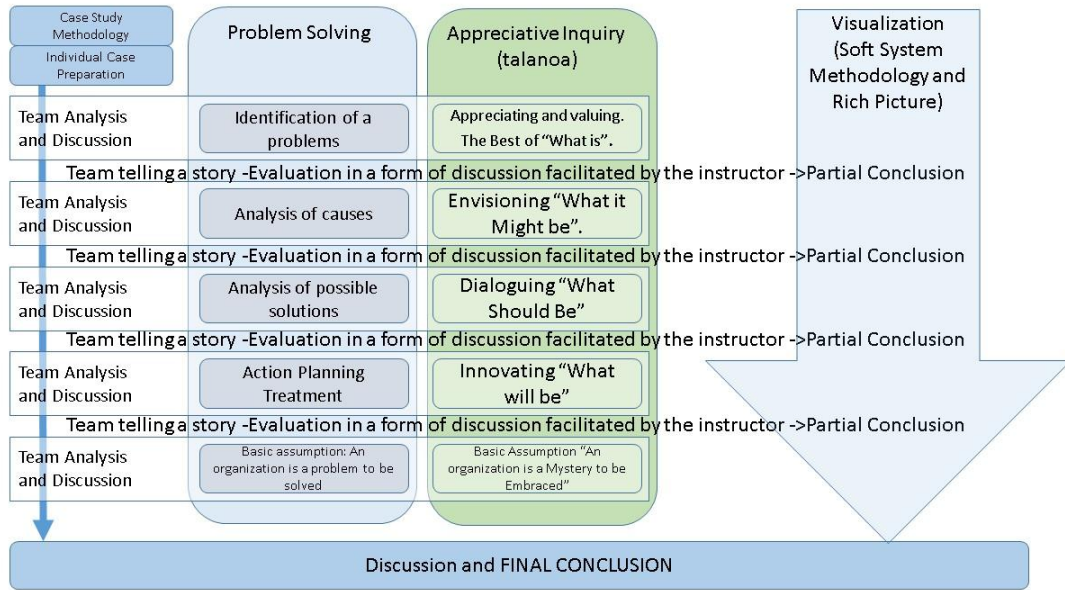 Case Study
Methodology
Individual Case
Preparation
Problem Solving
Appreciative Inquiry
(talanoa)
Visualization
(Soft System
Methodology and
Rich Picture)
Team Analysis
and Discussion
Identification of a
problems
Appreciating and valuing.
The Best of “What is”.
Team telling a story -Evaluation in a form of discussion facilitated by the instructor ->Partial Conclusion
Team Analysis
and Discussion
Analysis of causes
Envisioning “What it
Might be”.
Team telling a story -Evaluation in a form of discussion facilitated by the instructor ->Partial Conclusion
Team Analysis
and Discussion
Analysis of possible
solutions
Dialoguing “What
Should Be”
Team telling a story -Evaluation in a form of discussion facilitated by the instructor ->Partial Conclusion
Team Analysis
and Discussion
Action Planning
Treatment
Innovating “What
will be”
Team telling a story -Evaluation in a form of discussion facilitated by the instructor ->Partial Conclusion
Team Analysis
and Discussion
Basic assumption: An
organization is a problem to be
solved
Basic Assumption “An
organization is a Mystery to be
Embraced”
Discussion and FINAL CONCLUSION